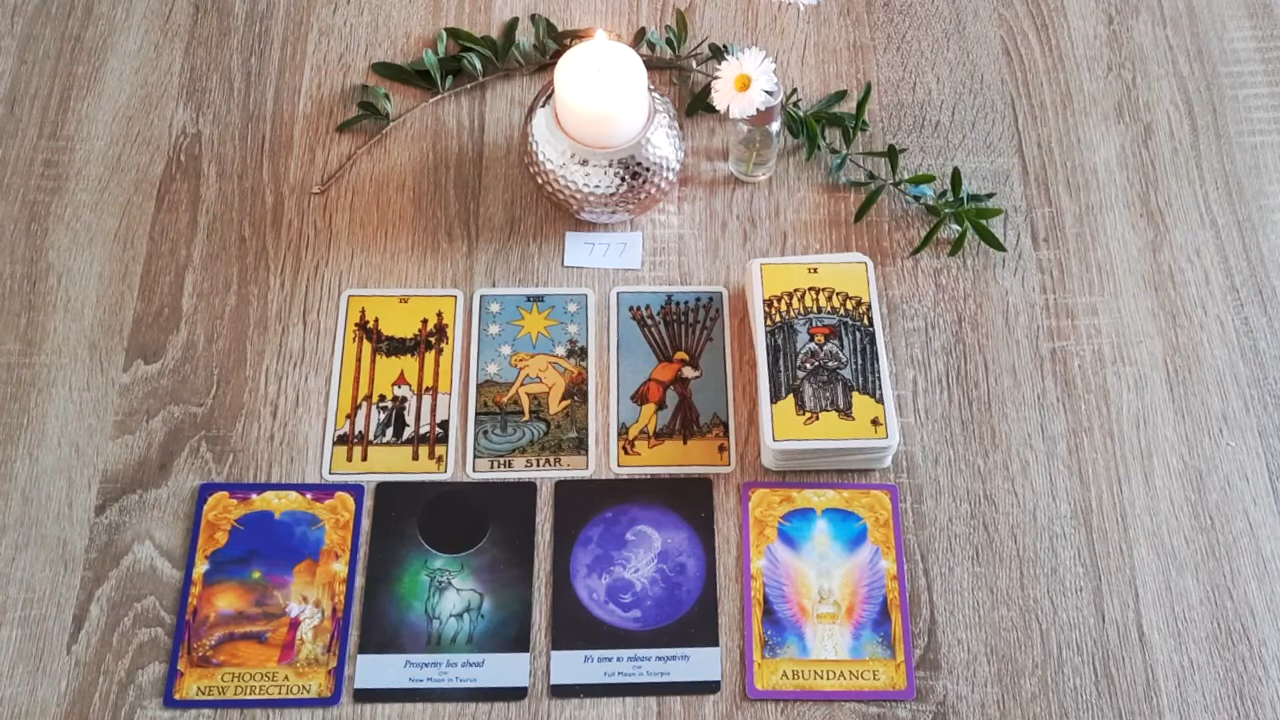 777
IV
XVII
X
IX
THE STAR.
CHOOSE A
NEW DIRECTION
Prosperity lies ahead
New Moon in Taurus
It's time to release negativity
Full Moon in Scorpio
ABUNDANCE